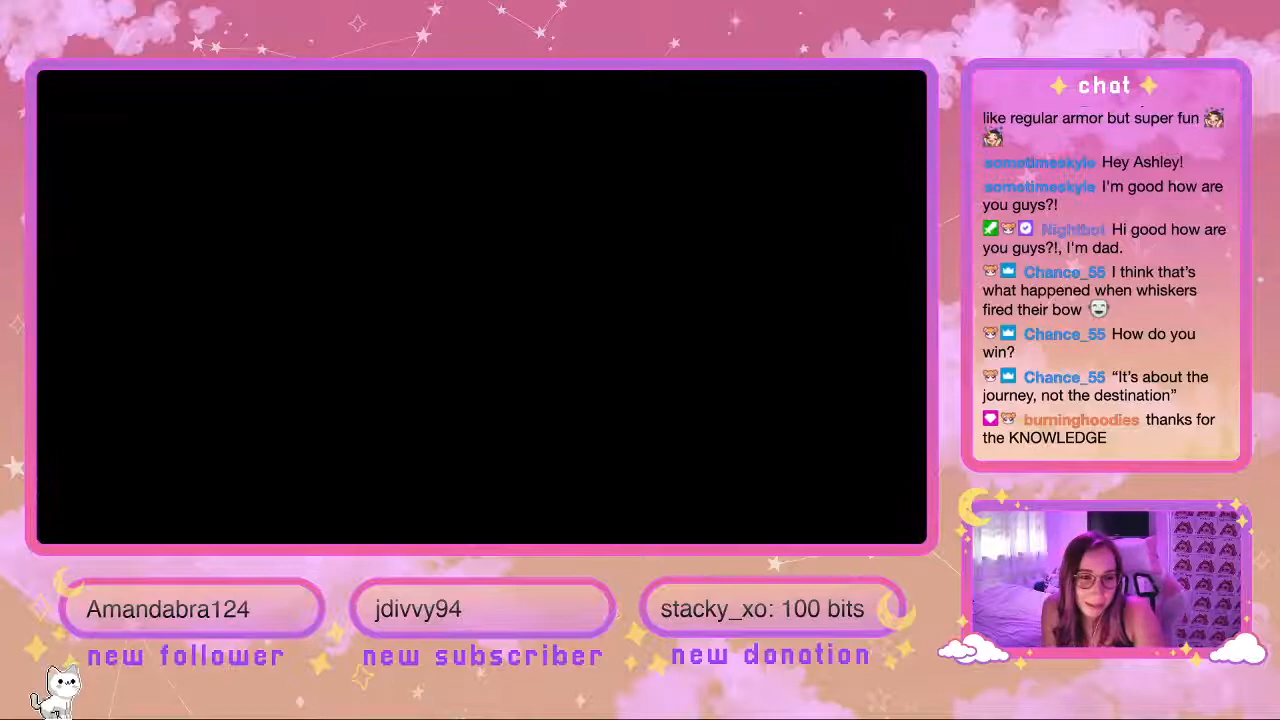 chat
like regular armor but super fun
sometimeskyle Hey Ashley!
sometimeskyle I'm good how are
you guys?!
Nightbot Hi good how are
you guys?!, I'm dad.
Chance_55 I think that's
what happened when whiskers
fired their bow
Chance_55 How do you
win?
Chance_55 “It’s about the
journey, not the destination”
burninghoodies thanks for
the KNOWLEDGE
Amandabra124
jdivvy94
stacky_xo: 100 bits
new follower
new subscriber
new donation